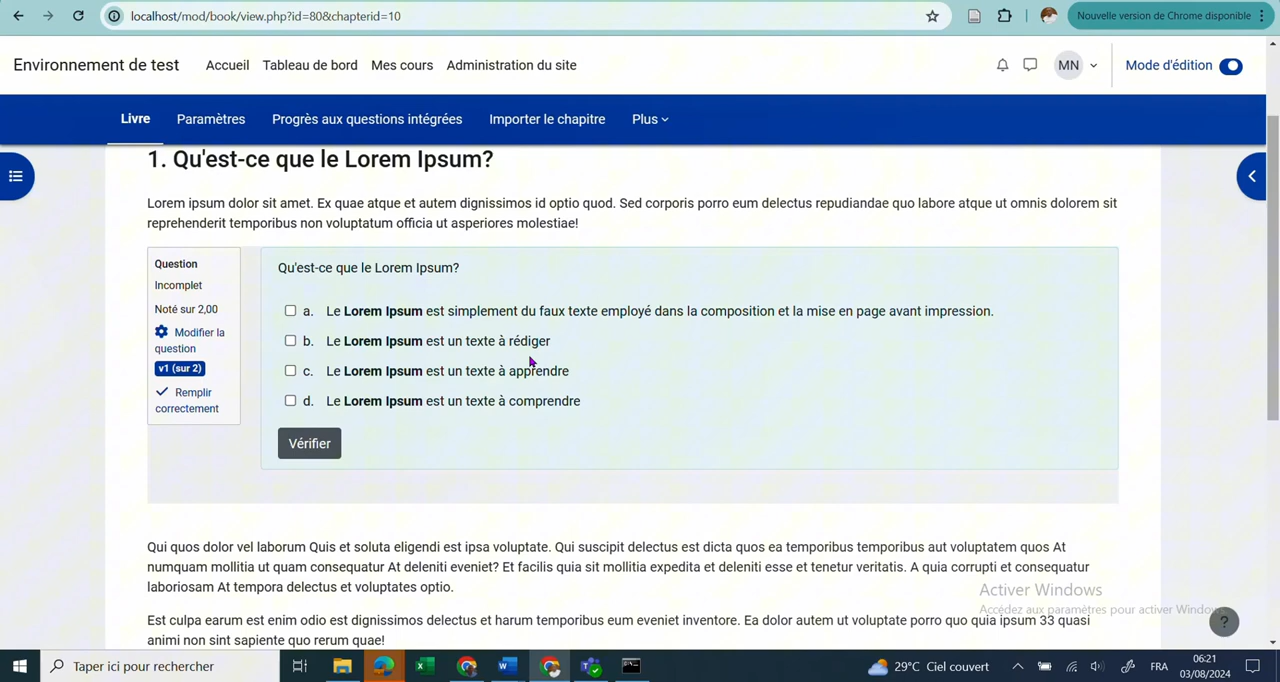 localhost/mod/book/view.php?id=80&chapterid=10
Nouvelle version de Chrome disponible
Environnement de test
Accueil
Tableau de bord
Mes cours
Administration du site
MN
Mode d'édition
Livre
Paramètres
Progrès aux questions intégrées
Importer le chapitre
Plus
1. Qu'est-ce que le Lorem Ipsum?
Lorem ipsum dolor sit amet. Ex quae atque et autem dignissimos id optio quod. Sed corporis porro eum delectus repudiandae quo labore atque ut omnis dolorem sit
reprehenderit temporibus non voluptatum officia ut asperiores molestiae!
Question
Incomplet
Noté sur 2,00
Modifier la
question
v1 (sur 2)
Remplir
correctement
Qu'est-ce que le Lorem Ipsum?
a. Le Lorem Ipsum est simplement du faux texte employé dans la composition et la mise en page avant impression.
b. Le Lorem Ipsum est un texte à rédiger
c. Le Lorem Ipsum est un texte à apprendre
d. Le Lorem Ipsum est un texte à comprendre
Vérifier
Qui quos dolor vel laborum Quis et soluta eligendi est ipsa voluptate. Qui suscipit delectus est dicta quos ea temporibus temporibus aut voluptatem quos At
numquam mollitia ut quam consequatur At deleniti eveniet? Et facilis quia sit mollitia expedita et deleniti esse et tenetur veritatis. A quia corrupti et consequatur
laboriosam At tempora delectus et voluptates optio.
Est culpa earum est enim odio est dignissimos delectus et harum temporibus eum eveniet inventore. Ea dolor autem ut voluptate porro quo quia ipsum 33 quasi
animi non sint sapiente quo rerum quae!
Activer Windows
Accédez aux paramètres pour activer Windows.
?
Taper ici pour rechercher
29°C Ciel couvert
FRA
06:21
03/08/2024